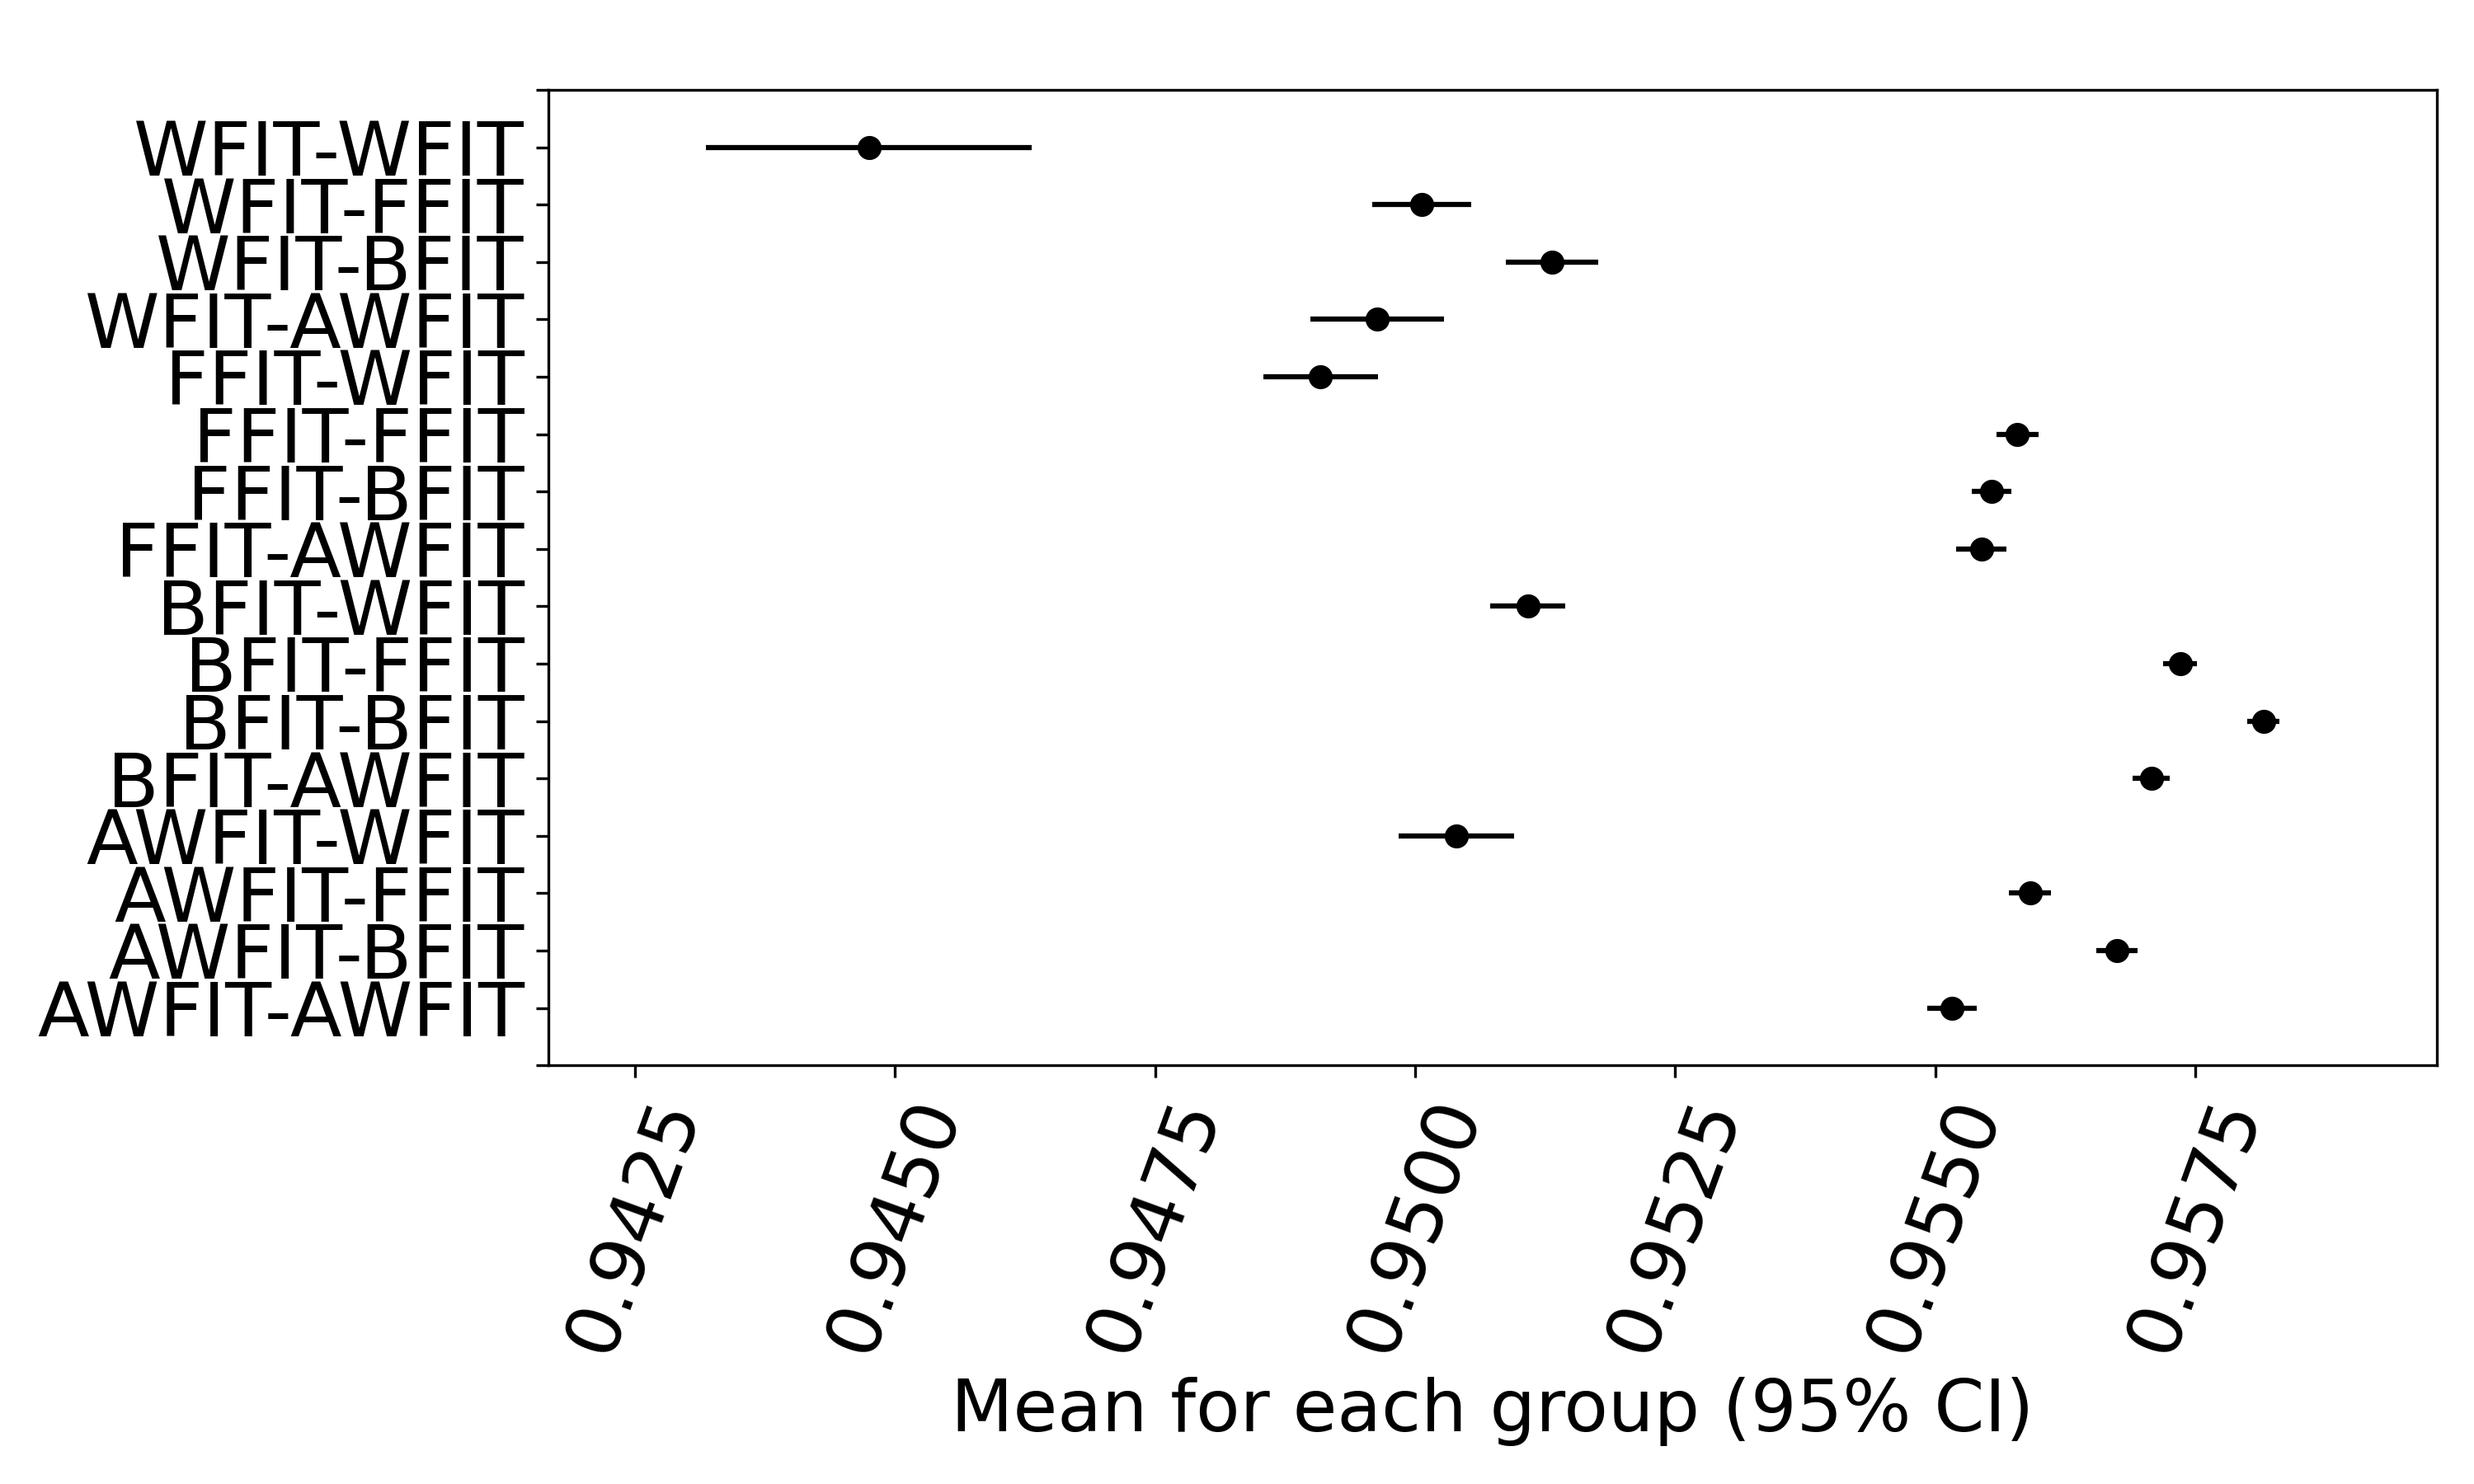 WFIT-WFIT
WFIT-FFIT
WFIT-BFIT
WFIT-AWFIT
FFIT-WFIT
FFIT-FFIT
FFIT-BFIT
FFIT-AWFIT
BFIT-WFIT
BFIT-FFIT
BFIT-BFIT
BFIT-AWFIT
AWFIT-WFIT
AWFIT-FFIT
AWFIT-BFIT
AWFIT-AWFIT
0.9425
0.9450
0.9475
0.9500
0.9525
0.9550
0.9575
Mean for each group (95% CI)